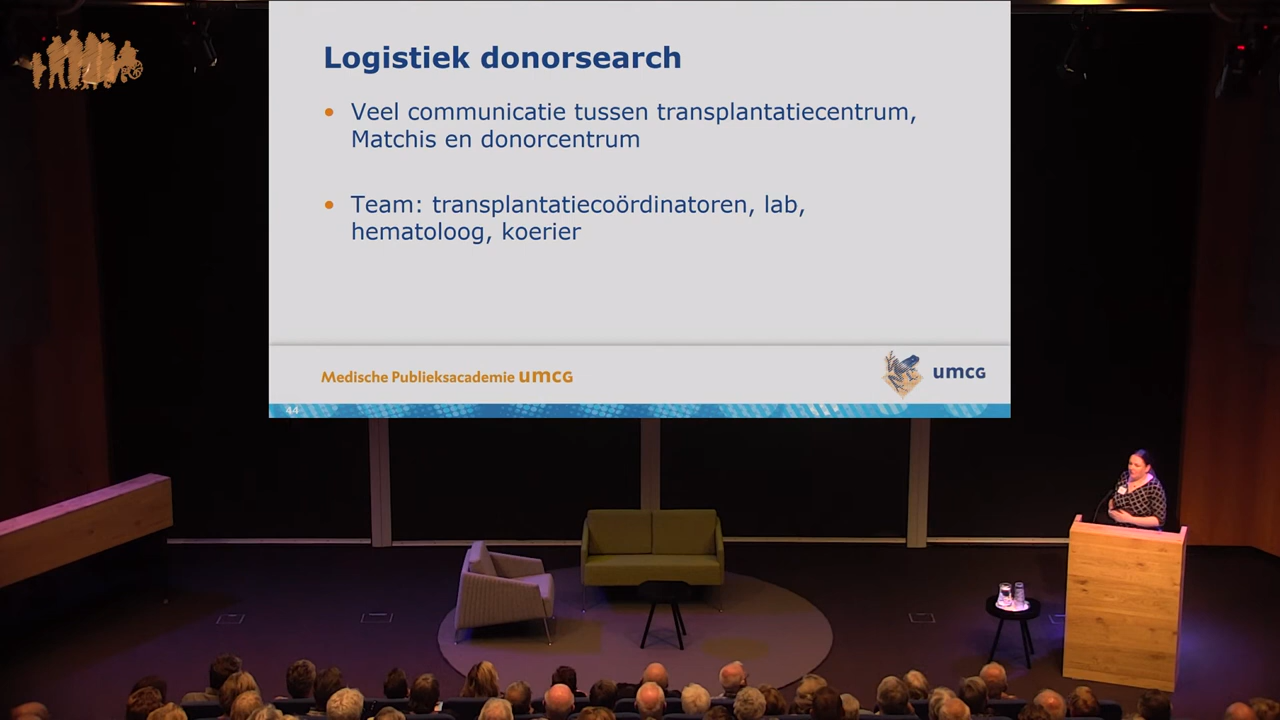 Logistiek donorsearch
• Veel communicatie tussen transplantatiecentrum,
Matchis en donorcentrum
• Team: transplantatiecoördinatoren, lab,
hematoloog, koerier
Medische Publieksacademie umcg
umcg
44